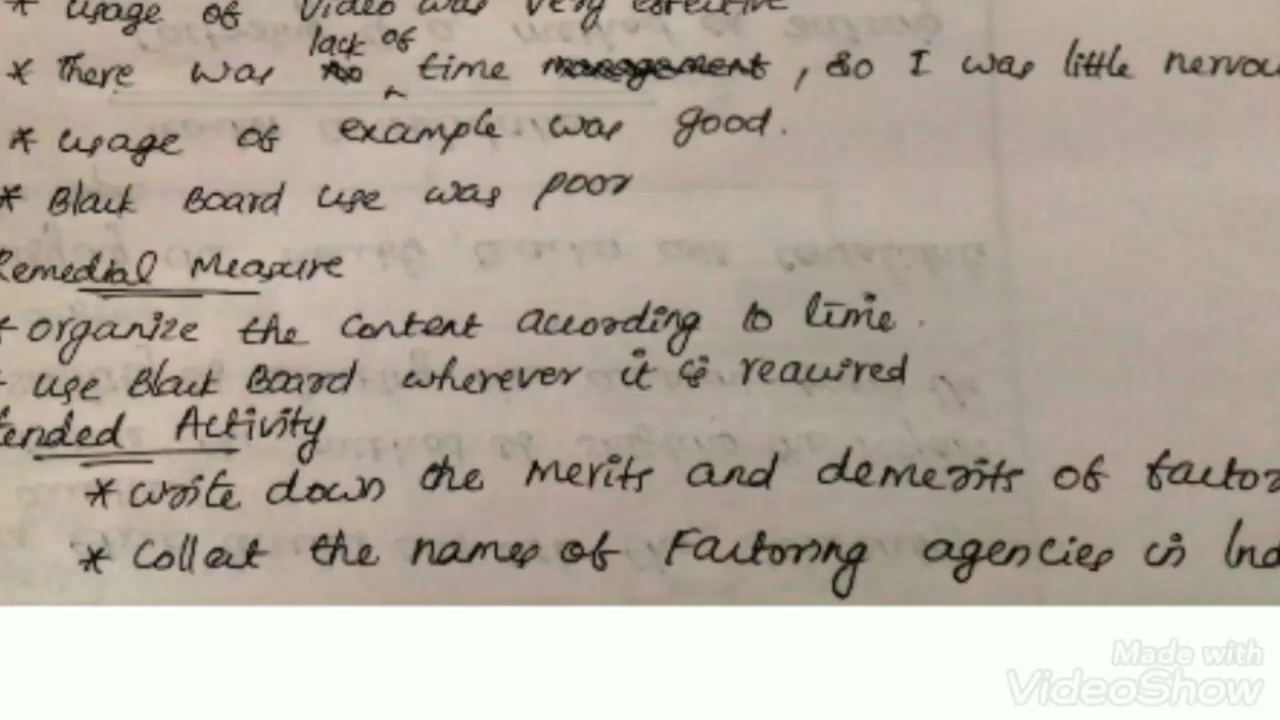 * usage of video was very effective
* There was lack of time, so I was little nervou
* usage of example was good.
* Black Board use was poor
Remedial Measure
organize the content according to time.
use Black Board wherever it is required
tended Activity
* write down the merits and demerits of factor
* collect the names of Factoring agencies in Ind
Made with
VideoShow